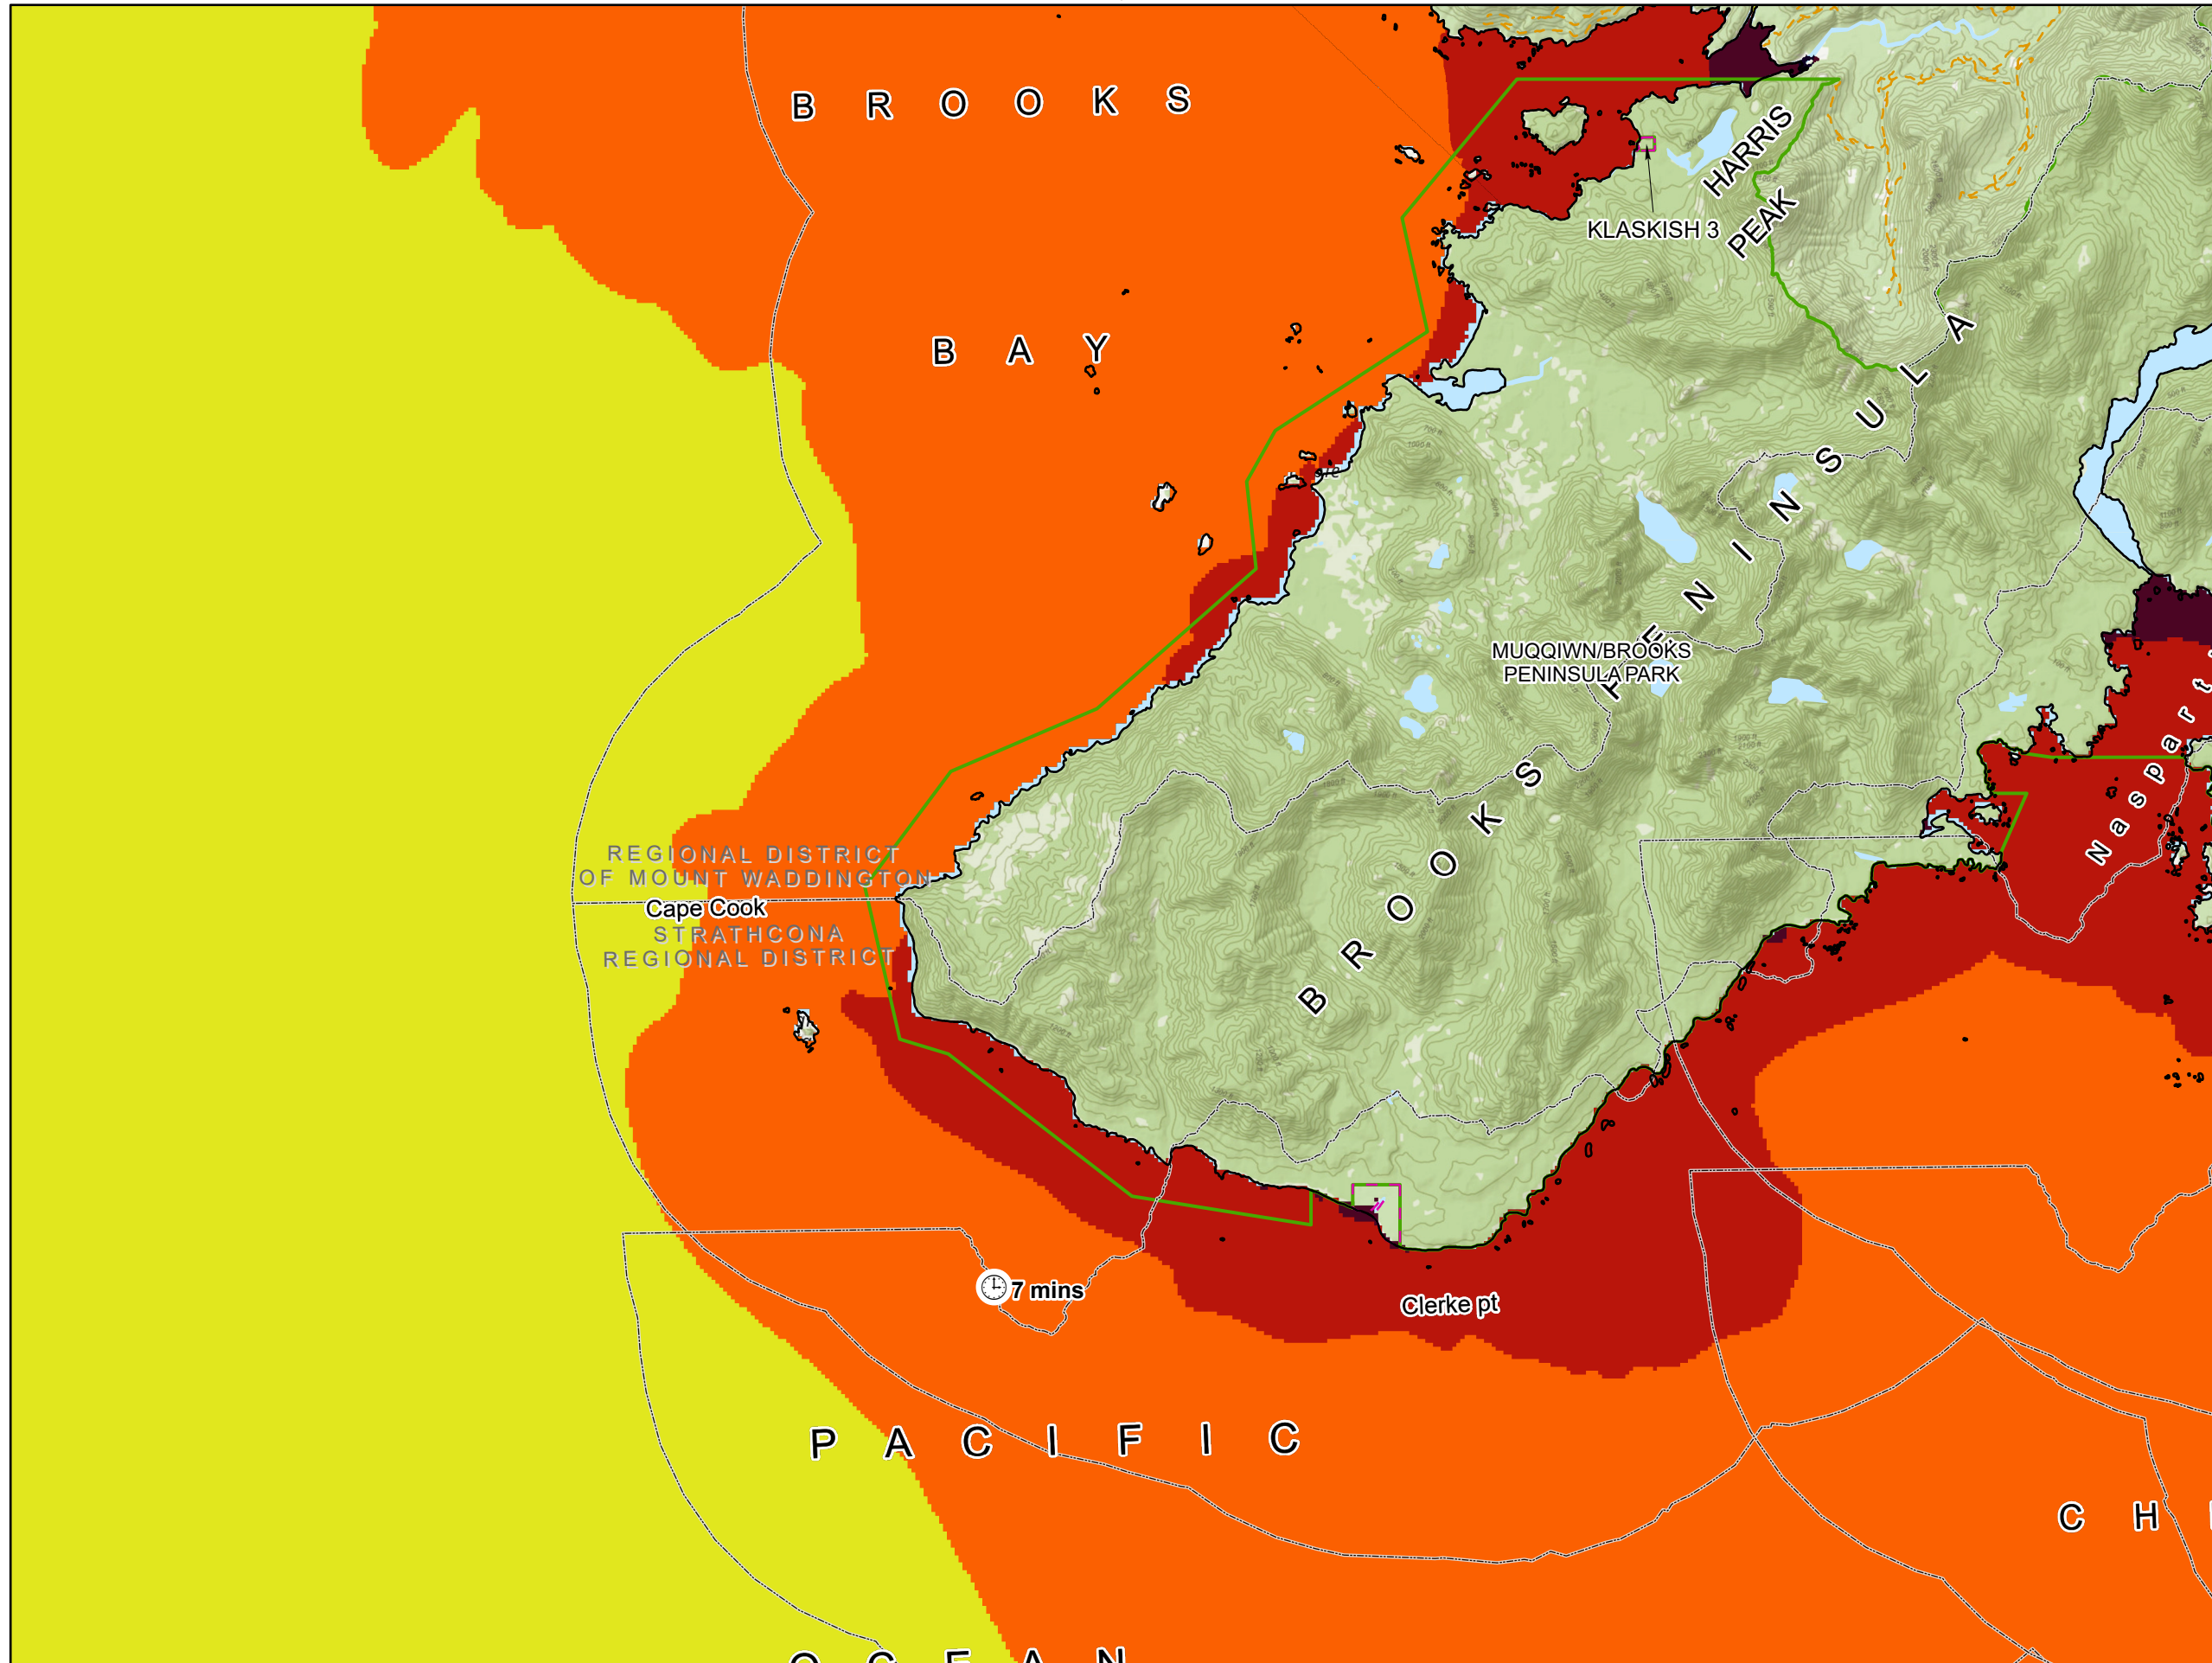 BROOKS
BAY
HARRIS
PEAK
KLASKISH 3
BROOKS PENINSULA
MUQQIWN/BROOKS
PENINSULA PARK
Naspart
REGIONAL DISTRICT
OF MOUNT WADDINGTON
Cape Cook
STRATHCONA
REGIONAL DISTRICT
7 mins
Clerke pt
PACIFIC
CH
OCEAN